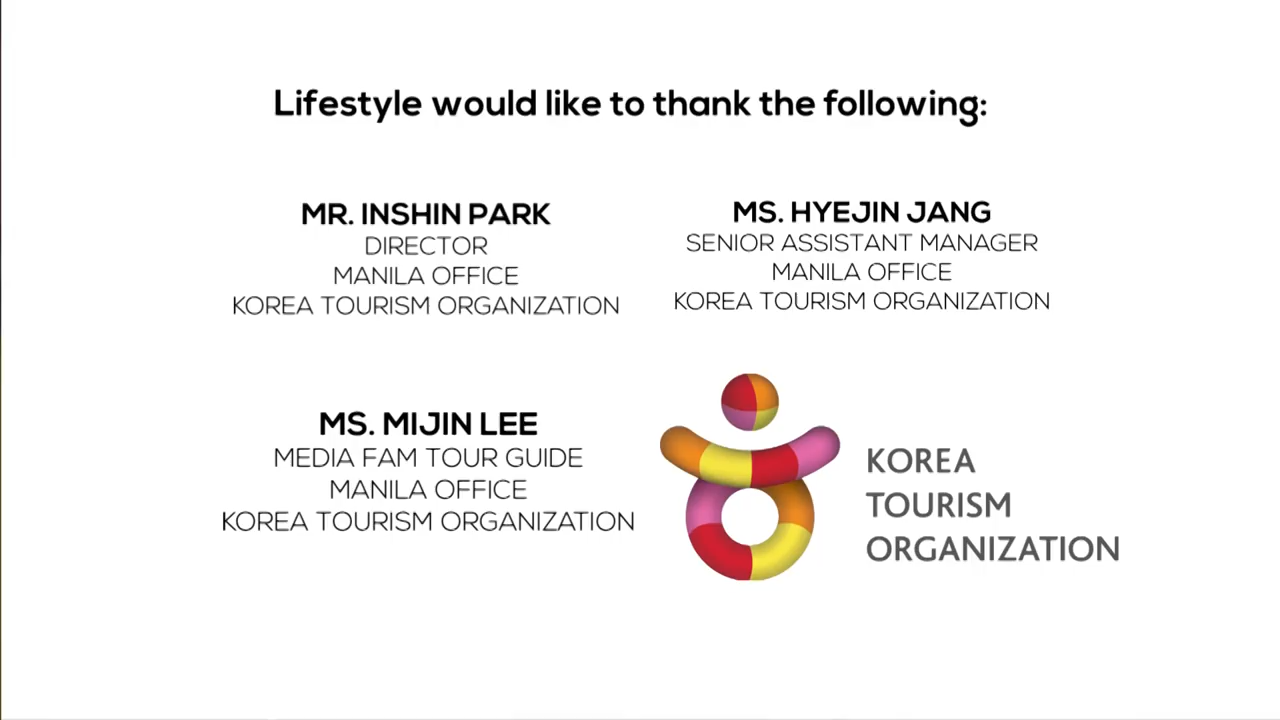 Lifestyle would like to thank the following:
MR. INSHIN PARK
DIRECTOR
MANILA OFFICE
KOREA TOURISM ORGANIZATION
MS. HYEJIN JANG
SENIOR ASSISTANT MANAGER
MANILA OFFICE
KOREA TOURISM ORGANIZATION
MS. MIJIN LEE
MEDIA FAM TOUR GUIDE
MANILA OFFICE
KOREA TOURISM ORGANIZATION
KOREA
TOURISM
ORGANIZATION